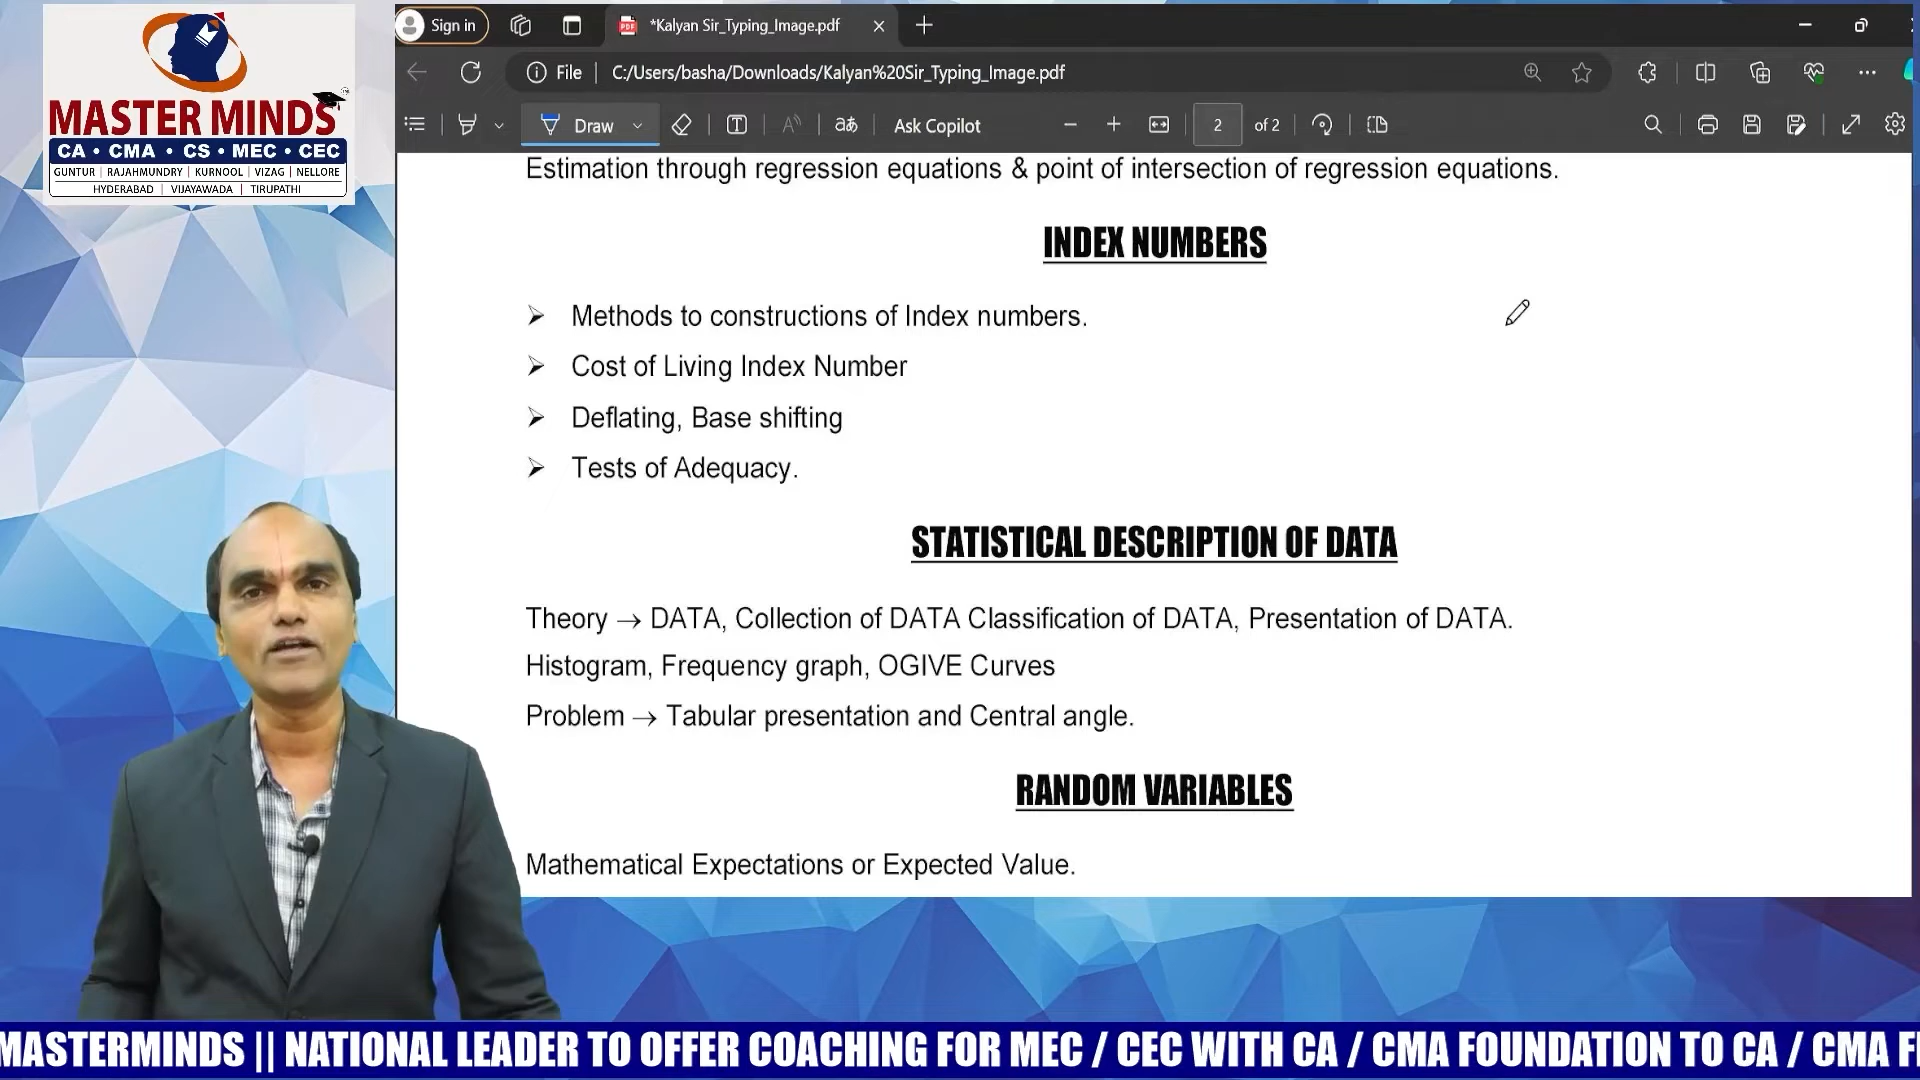 MASTER MINDS
CA • CMA • CS • MEC • CEC
GUNTUR | RAJAHMUNDRY | KURNOOL | VIZAG | NELLORE
HYDERABAD | VIJAYAWADA | TIRUPATHI
Sign in
*Kalyan Sir_Typing_Image.pdf
File
C:/Users/basha/Downloads/Kalyan%20Sir_Typing_Image.pdf
Draw
Ask Copilot
2 of 2
Estimation through regression equations & point of intersection of regression equations.
INDEX NUMBERS
➢ Methods to constructions of Index numbers.
➢ Cost of Living Index Number
➢ Deflating, Base shifting
➢ Tests of Adequacy.
STATISTICAL DESCRIPTION OF DATA
Theory → DATA, Collection of DATA Classification of DATA, Presentation of DATA.
Histogram, Frequency graph, OGIVE Curves
Problem → Tabular presentation and Central angle.
RANDOM VARIABLES
Mathematical Expectations or Expected Value.
MASTERMINDS || NATIONAL LEADER TO OFFER COACHING FOR MEC / CEC WITH CA / CMA FOUNDATION TO CA / CMA F